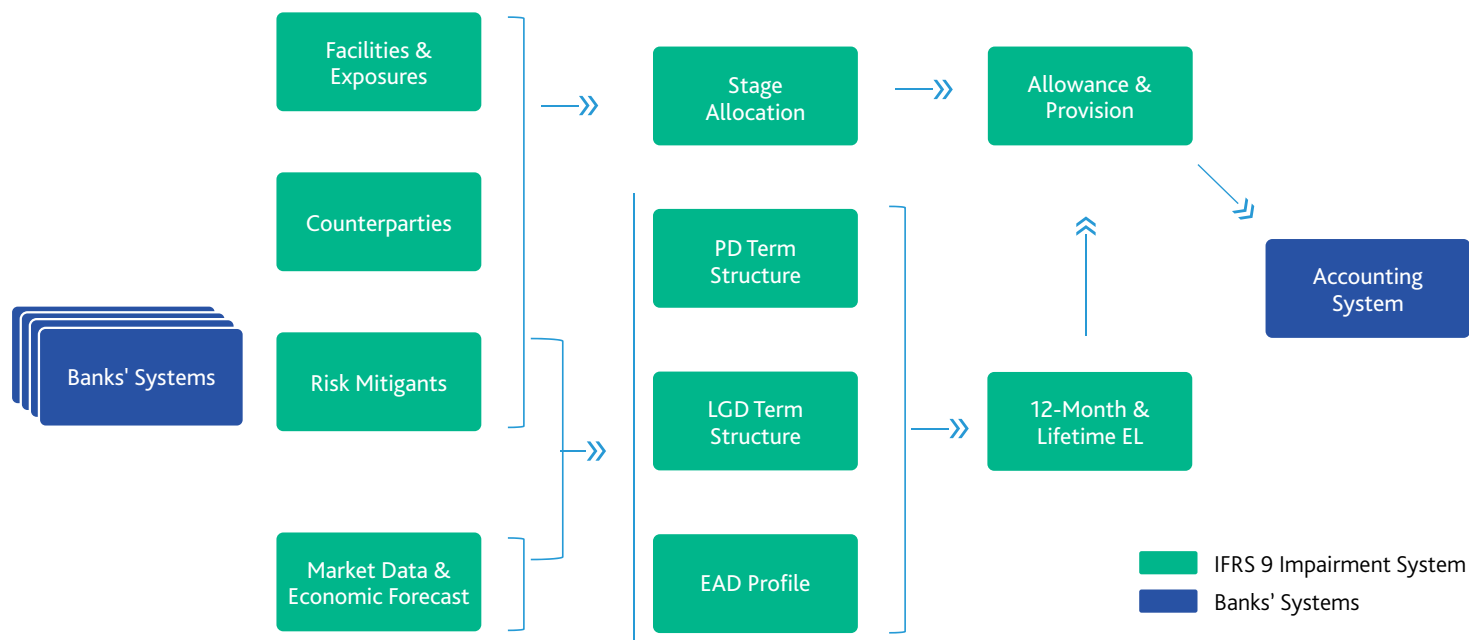 Facilities &
Exposures
Counterparties
Banks' Systems
Risk Mitigants
Market Data &
Economic Forecast
Stage
Allocation
PD Term
Structure
LGD Term
Structure
EAD Profile
Allowance &
Provision
12-Month &
Lifetime EL
Accounting
System
IFRS 9 Impairment System
Banks' Systems